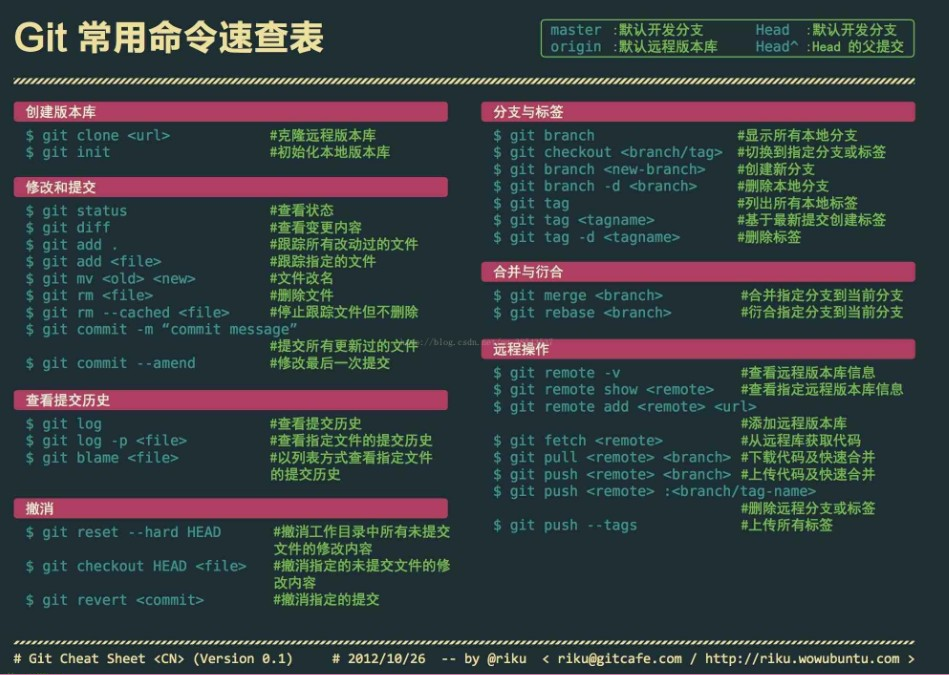 Git 常用命令速查表
master :默认开发分支 Head :默认开发分支
origin :默认远程版本库 Head^ :Head 的父提交
创建版本库
$ git clone <url> #克隆远程版本库
$ git init #初始化本地版本库
修改和提交
$ git status #查看状态
$ git diff #查看变更内容
$ git add . #跟踪所有改动过的文件
$ git add <file> #跟踪指定的文件
$ git mv <old> <new> #文件改名
$ git rm <file> #删除文件
$ git rm --cached <file> #停止跟踪文件但不删除
$ git commit -m “commit message”
#提交所有更新过的文件
$ git commit --amend #修改最后一次提交
查看提交历史
$ git log #查看提交历史
$ git log -p <file> #查看指定文件的提交历史
$ git blame <file> #以列表方式查看指定文件
的提交历史
撤消
$ git reset --hard HEAD #撤消工作目录中所有未提交
文件的修改内容
$ git checkout HEAD <file> #撤消指定的未提交文件的修
改内容
$ git revert <commit> #撤消指定的提交
分支与标签
$ git branch #显示所有本地分支
$ git checkout <branch/tag> #切换到指定分支或标签
$ git branch <new-branch> #创建新分支
$ git branch -d <branch> #删除本地分支
$ git tag #列出所有本地标签
$ git tag <tagname> #基于最新提交创建标签
$ git tag -d <tagname> #删除标签
合并与衍合
$ git merge <branch> #合并指定分支到当前分支
$ git rebase <branch> #衍合指定分支到当前分支
远程操作
$ git remote -v #查看远程版本库信息
$ git remote show <remote> #查看指定远程版本库信息
$ git remote add <remote> <url>
#添加远程版本库
$ git fetch <remote> #从远程库获取代码
$ git pull <remote> <branch> #下载代码及快速合并
$ git push <remote> <branch> #上传代码及快速合并
$ git push <remote> :<branch/tag-name>
#删除远程分支或标签
$ git push --tags #上传所有标签
# Git Cheat Sheet <CN> (Version 0.1) # 2012/10/26 -- by @riku < riku@gitcafe.com / http://riku.wowubuntu.com >